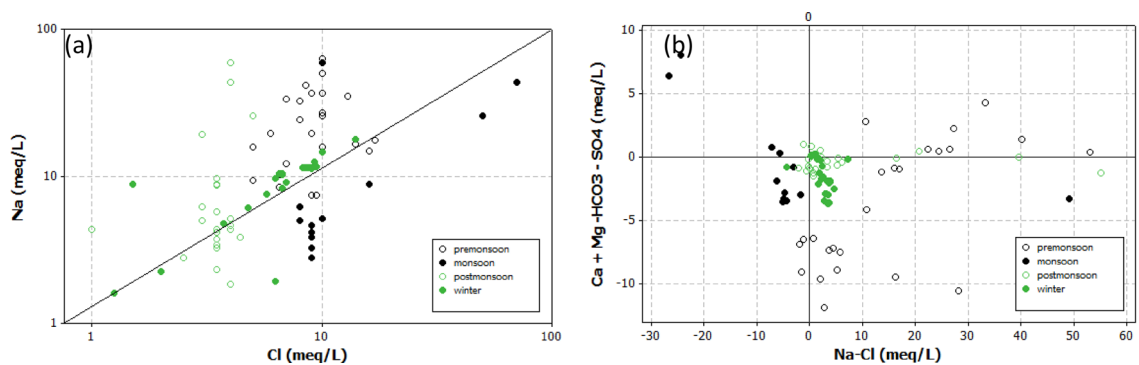 (a)
100
10
1
Na (meq/L)
1
10
100
Cl (meq/L)
premonsoon
monsoon
postmonsoon
winter
(b)
0
10
5
0
-5
-10
Ca + Mg-HCO3 - SO4 (meq/L)
-30 -20 -10 0 10 20 30 40 50 60
Na-Cl (meq/L)
premonsoon
monsoon
postmonsoon
winter